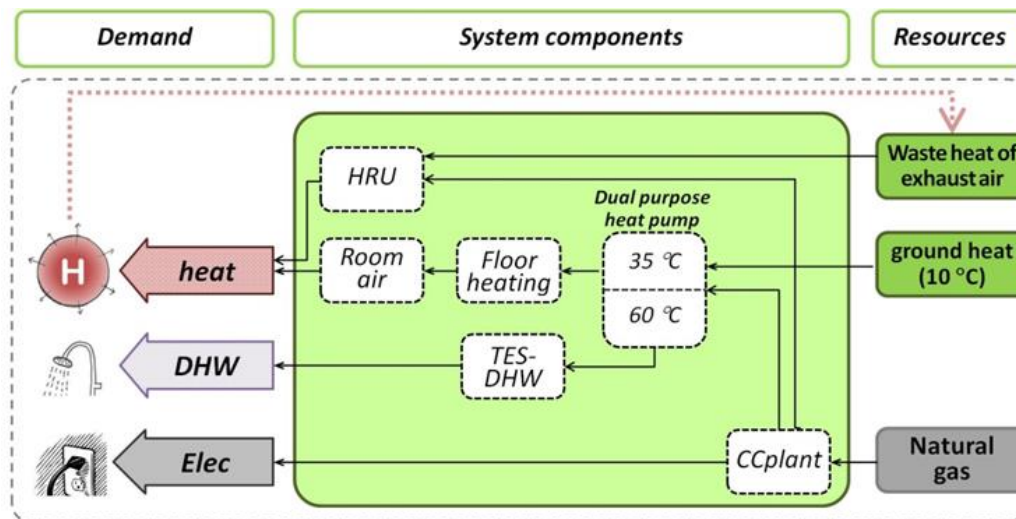 Demand
System components
Resources
HRU
Waste heat of
exhaust air
Dual purpose
heat pump
H
heat
Room
air
Floor
heating
35 °C
60 °C
ground heat
(10 °C)
DHW
TES-
DHW
Elec
CCplant
Natural
gas